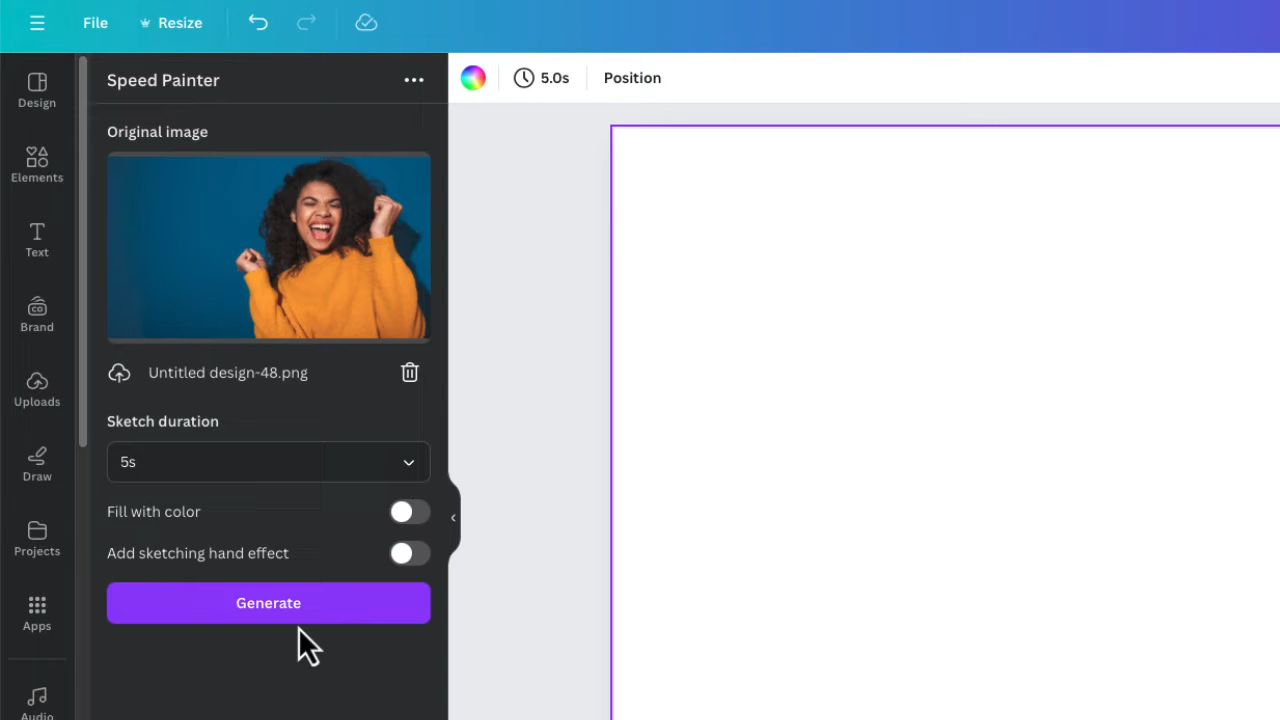 File
Resize
Design
Elements
Text
Brand
CO
Uploads
Draw
Projects
Apps
Audio
Speed Painter
Original image
Untitled design-48.png
Sketch duration
5s
Fill with color
Add sketching hand effect
Generate
5.0s
Position